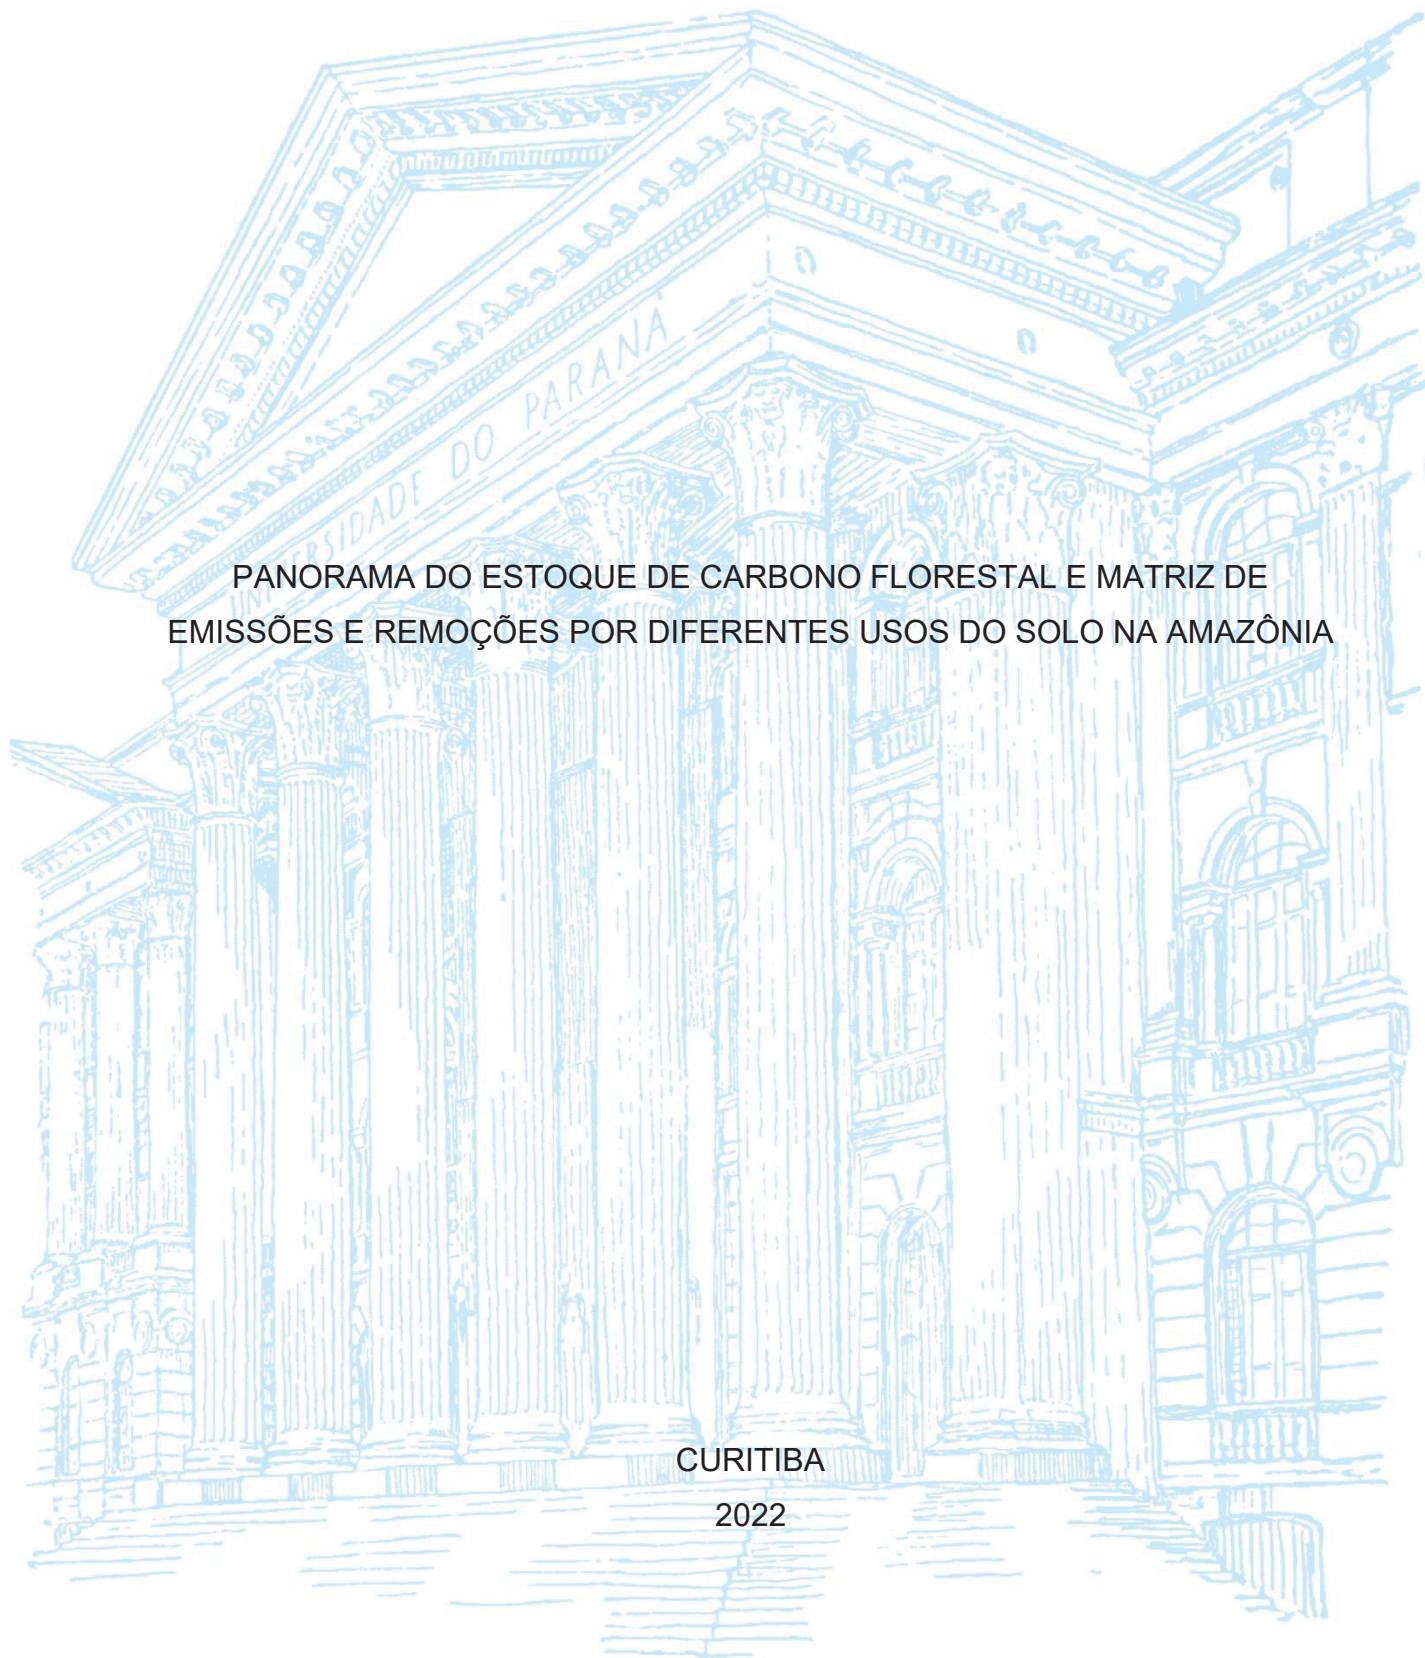 VERSIDADE DO PARANÁ
PANORAMA DO ESTOQUE DE CARBONO FLORESTAL E MATRIZ DE
EMISSÕES E REMOÇÕES POR DIFERENTES USOS DO SOLO NA AMAZÔNIA
CURITIBA
2022